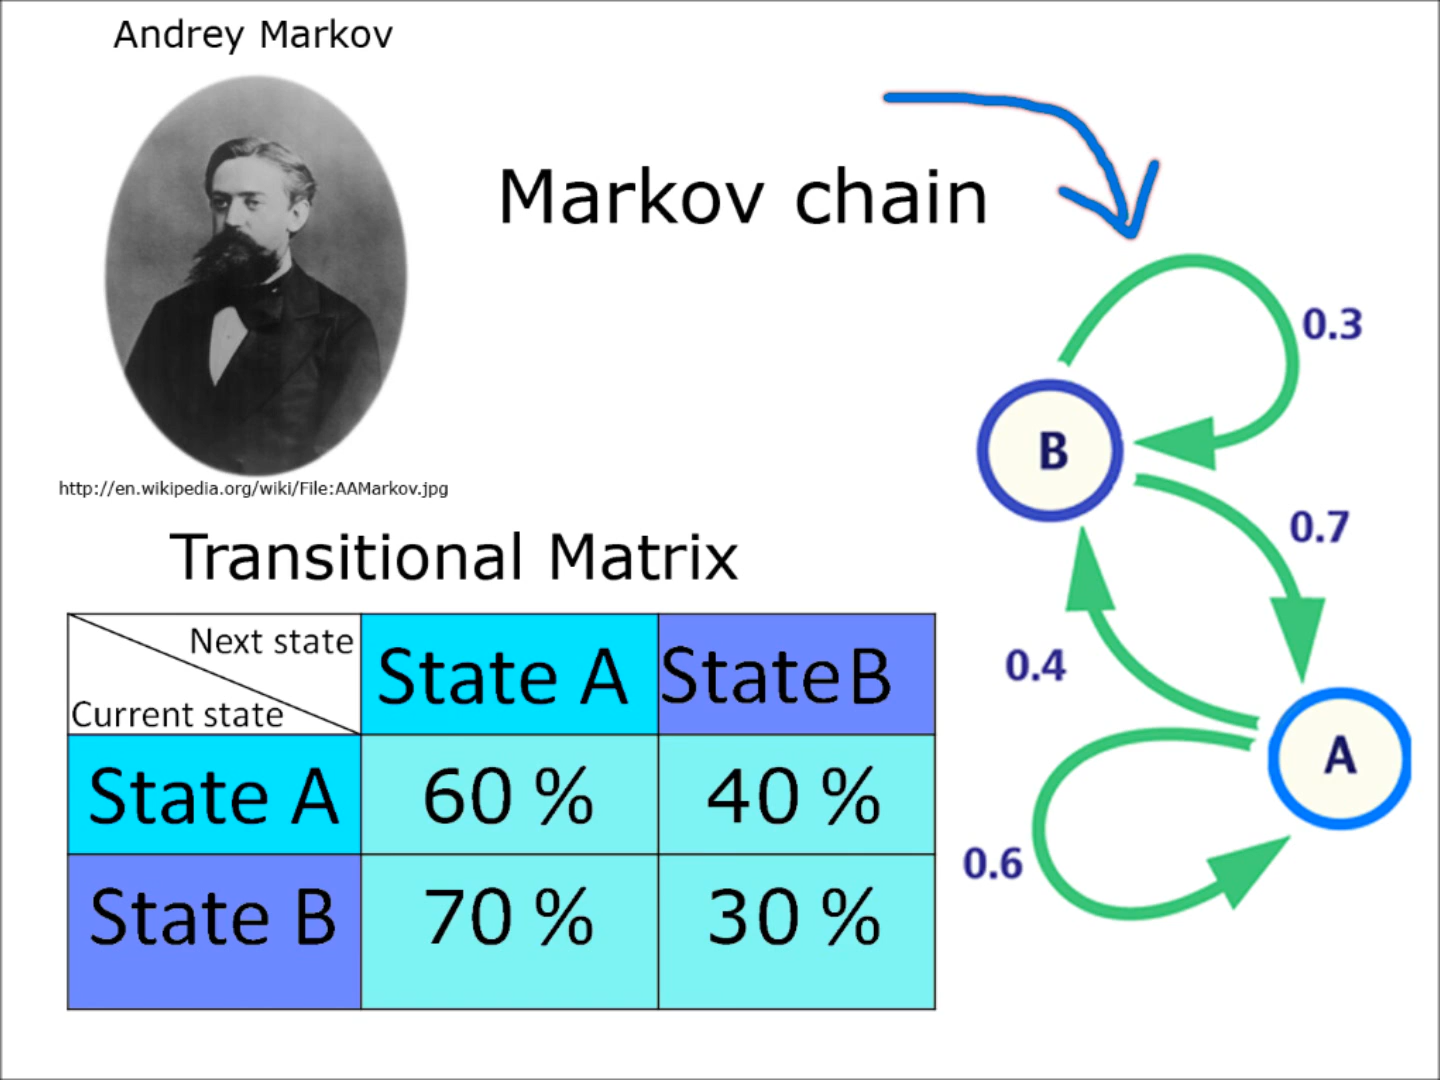 Andrey Markov
Markov chain
http://en.wikipedia.org/wiki/File:AAMarkov.jpg
0.3
B
0.7
0.4
A
0.6
Transitional Matrix
Next state
Current state
State A
State B
State A
60 %
40 %
State B
70 %
30 %